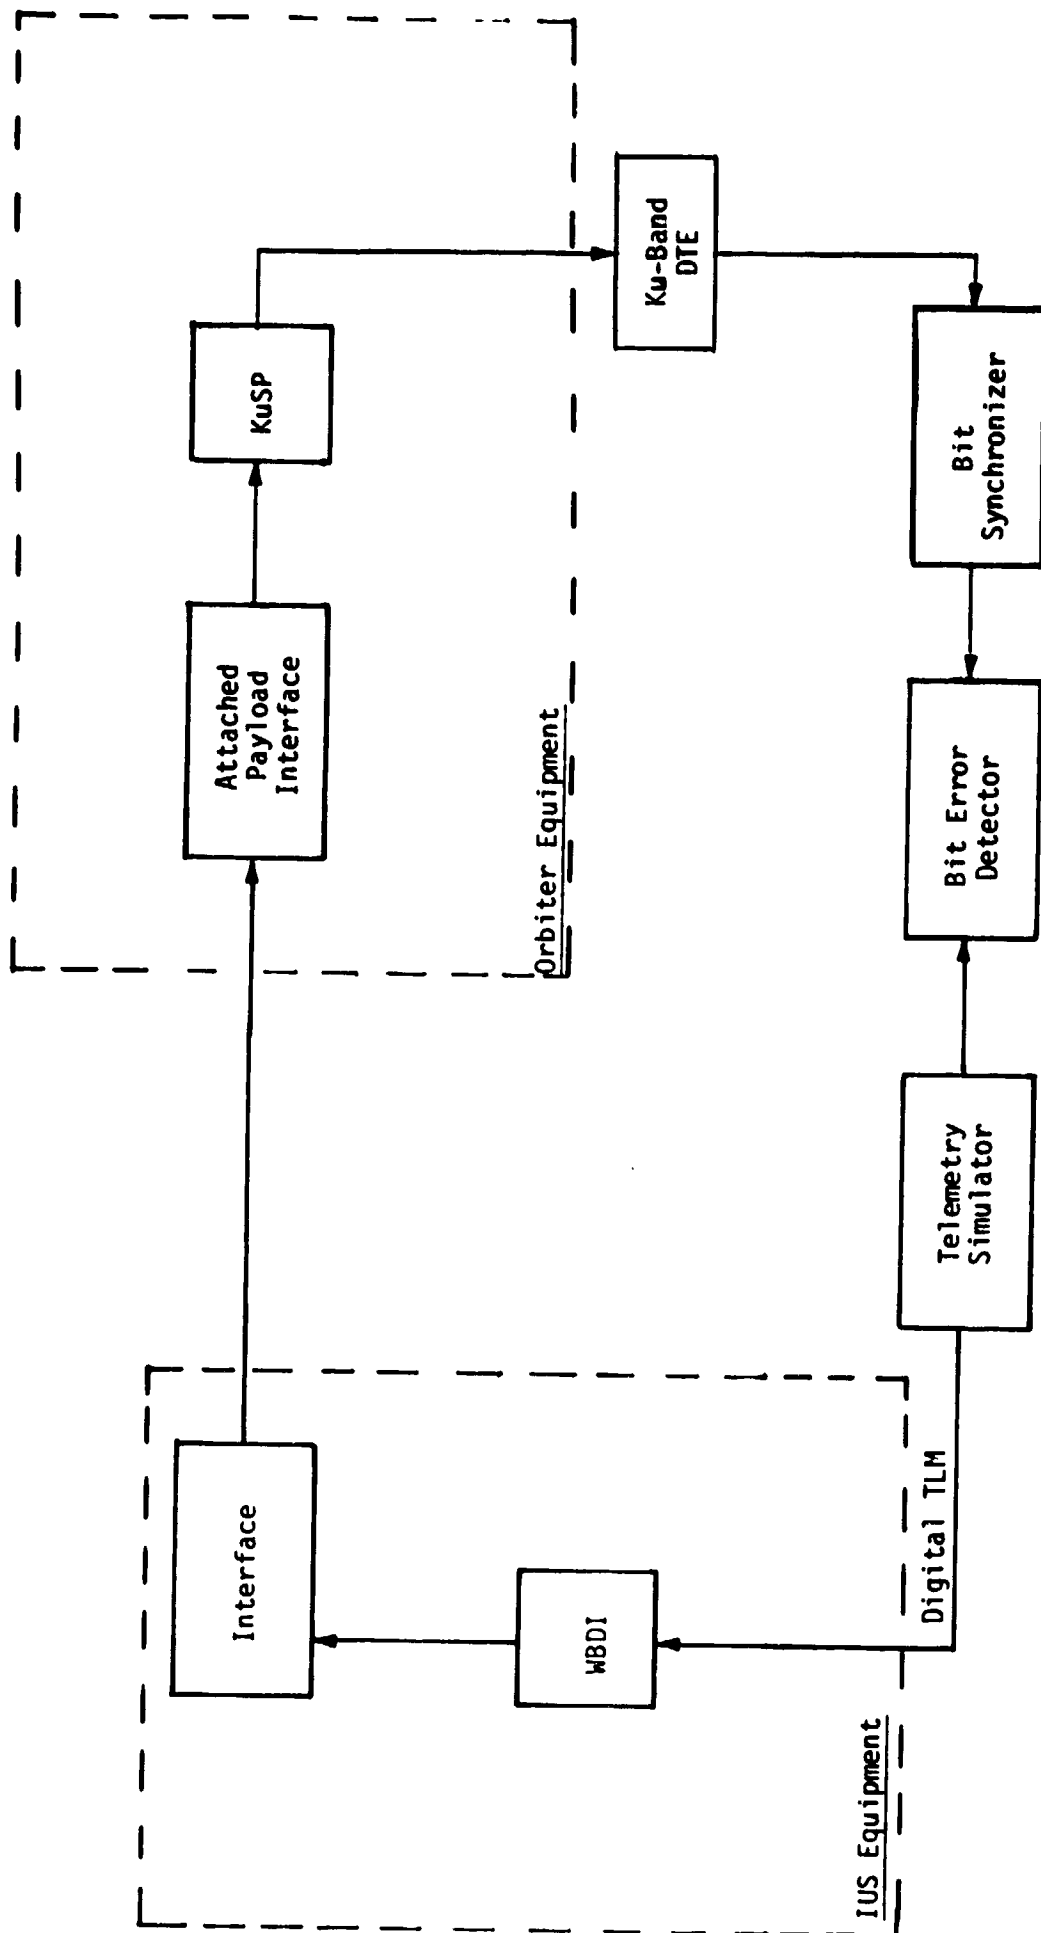 Interface
WBDI
IUS Equipment
Digital TLM
Attached
Payload
Interface
KuSP
Orbiter Equipment
Ku-Band
DTE
Telemetry
Simulator
Bit Error
Detector
Bit
Synchronizer